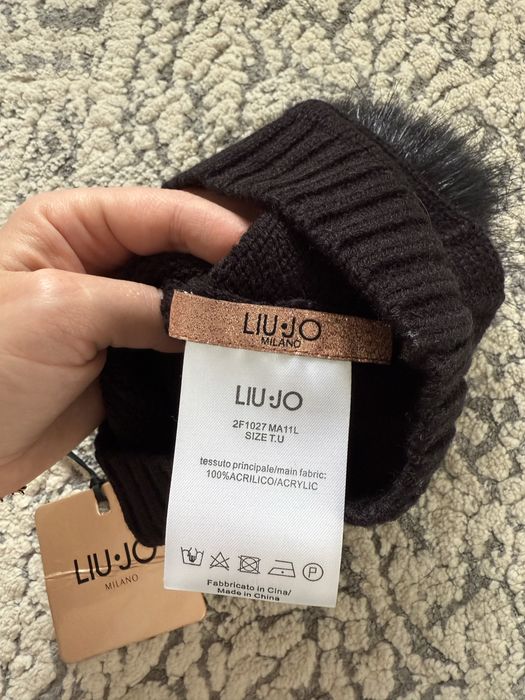 LIU·JO
MILANO
LIU·JO
2F1027 MA11L
SIZE T.U
tessuto principale/main fabric:
100%ACRILICO/ACRYLIC
P
Fabbricato in Cina/
Made in China
LIU·JO
MILANO